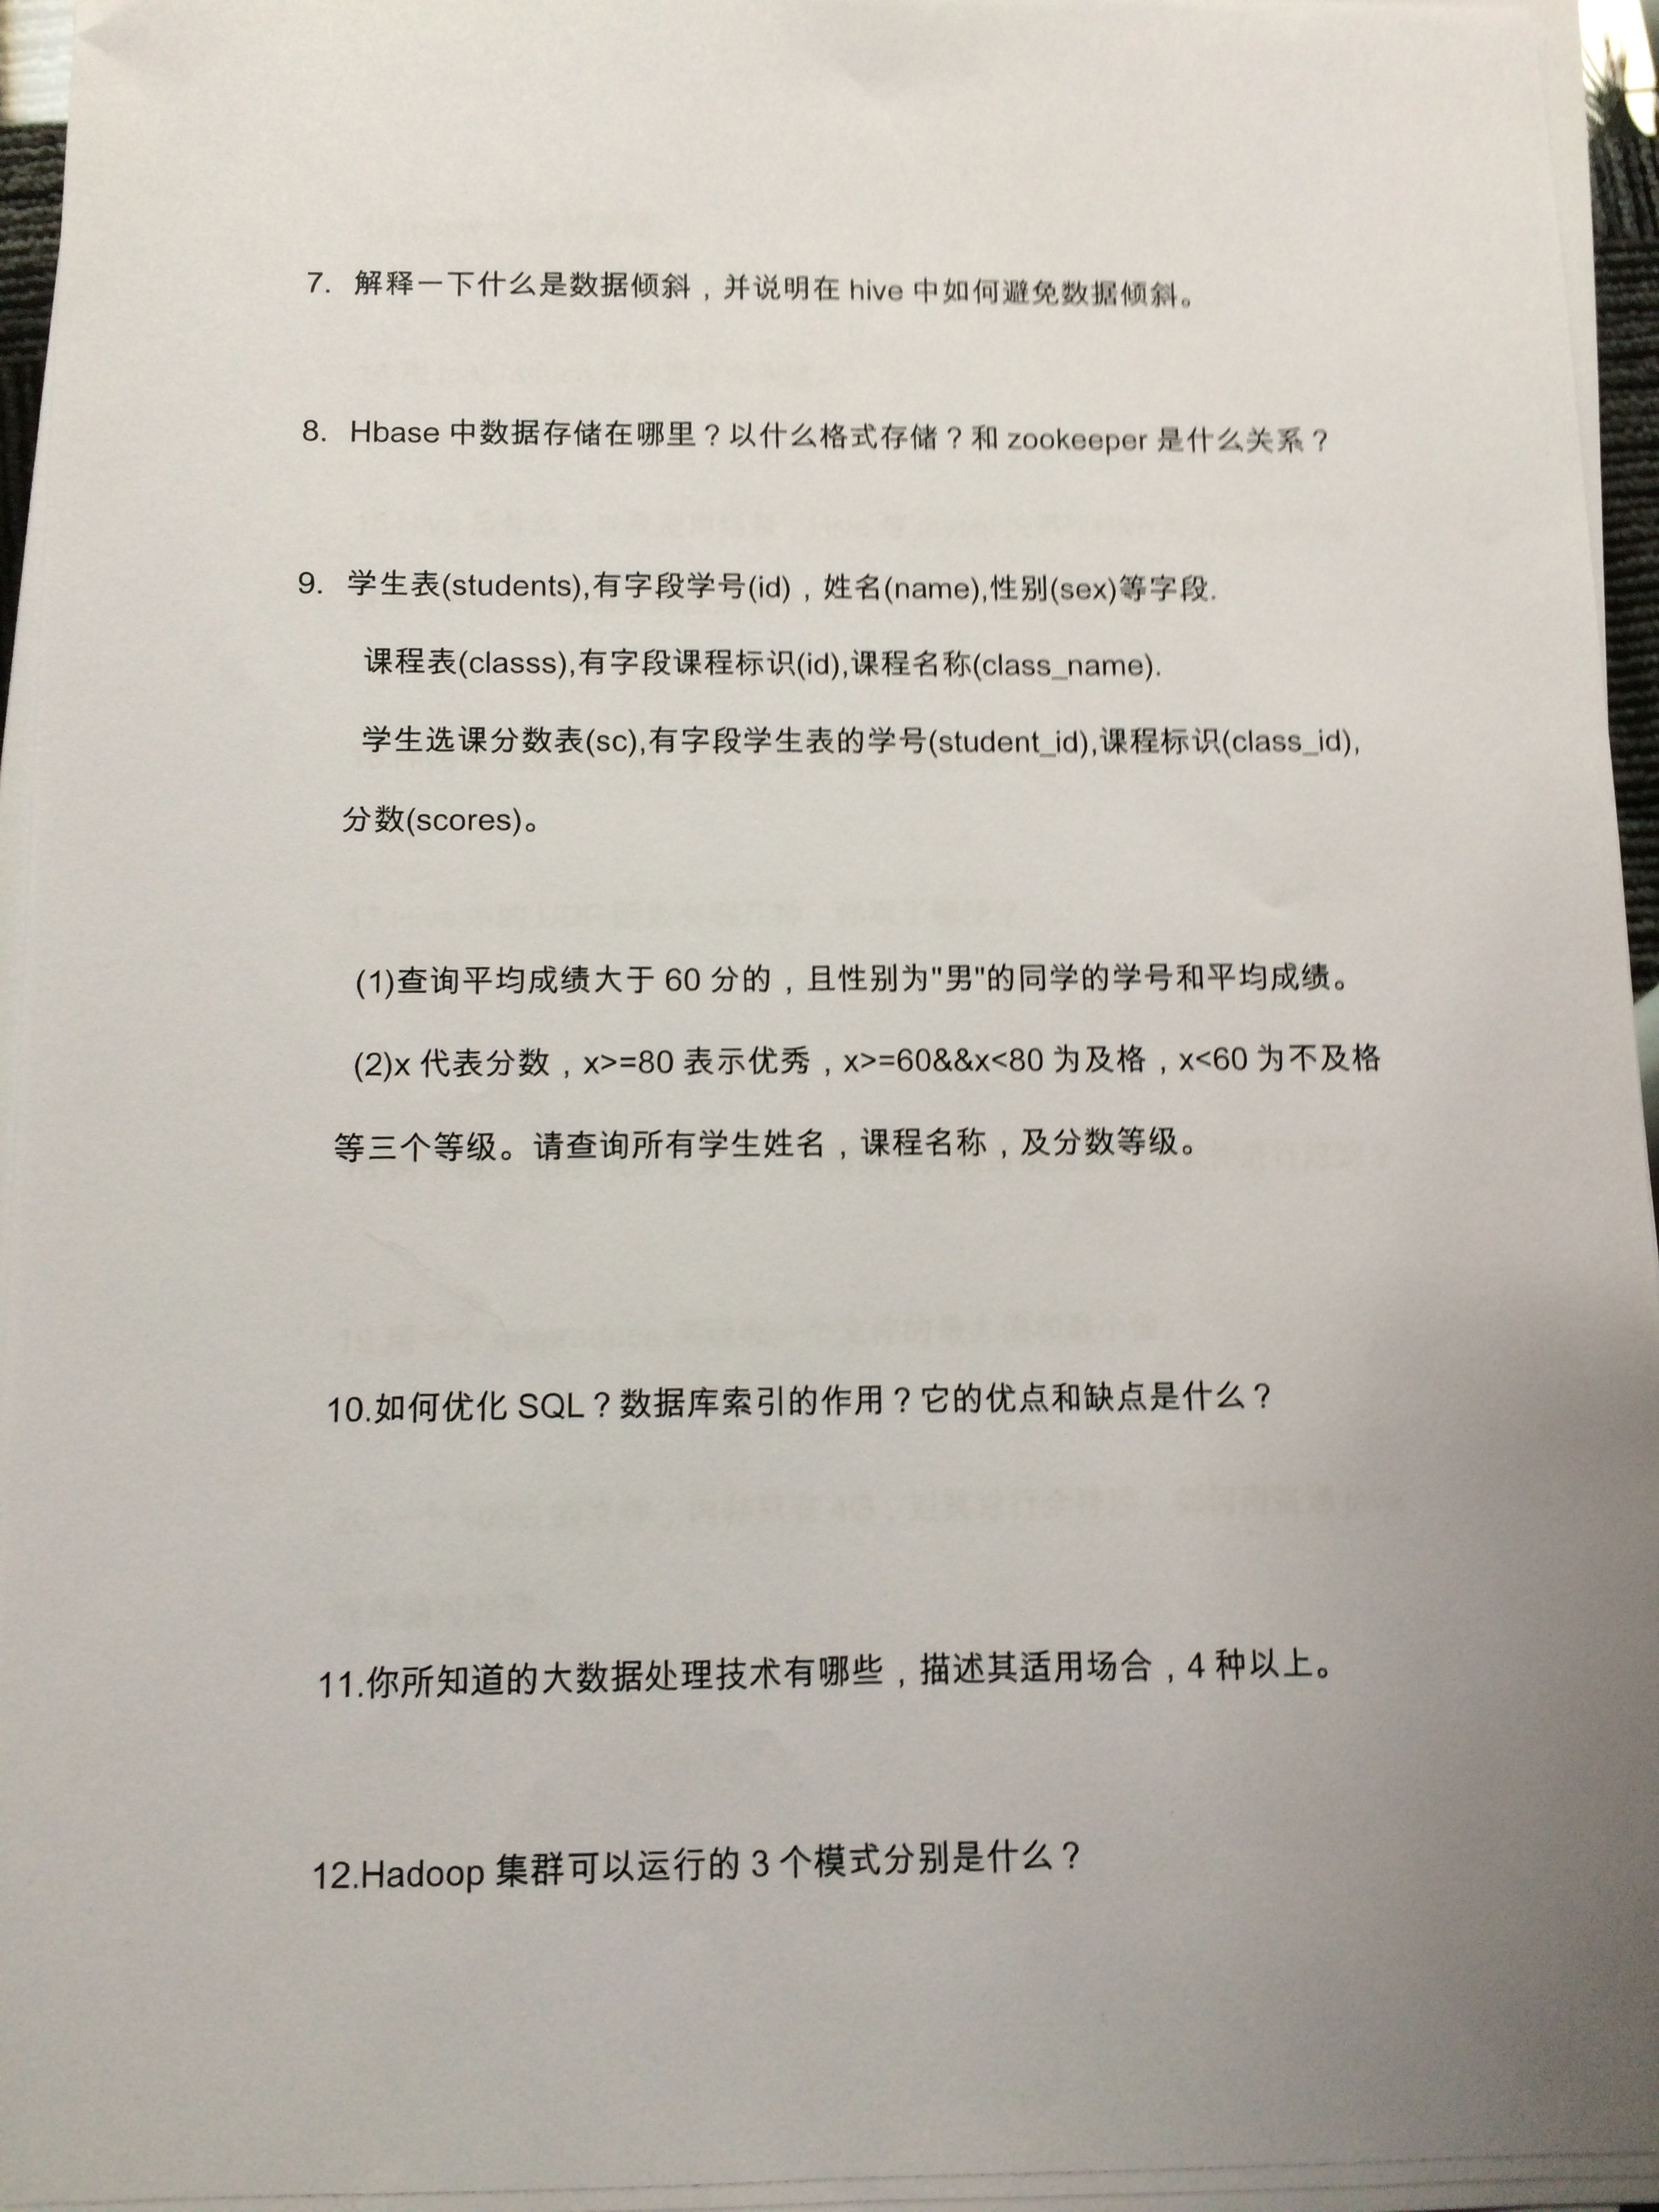 7. 解释一下什么是数据倾斜，并说明在 hive 中如何避免数据倾斜。
8. Hbase 中数据存储在哪里？以什么格式存储？和 zookeeper 是什么关系？
9. 学生表(students),有字段学号(id)，姓名(name),性别(sex)等字段.
课程表(classs),有字段课程标识(id),课程名称(class_name).
学生选课分数表(sc),有字段学生表的学号(student_id),课程标识(class_id),
分数(scores)。
(1)查询平均成绩大于 60 分的，且性别为"男"的同学的学号和平均成绩。
(2)x 代表分数，x>=80 表示优秀，x>=60&&x<80 为及格，x<60 为不及格
等三个等级。请查询所有学生姓名，课程名称，及分数等级。
10.如何优化 SQL？数据库索引的作用？它的优点和缺点是什么？
11.你所知道的大数据处理技术有哪些，描述其适用场合，4 种以上。
12.Hadoop 集群可以运行的 3 个模式分别是什么？